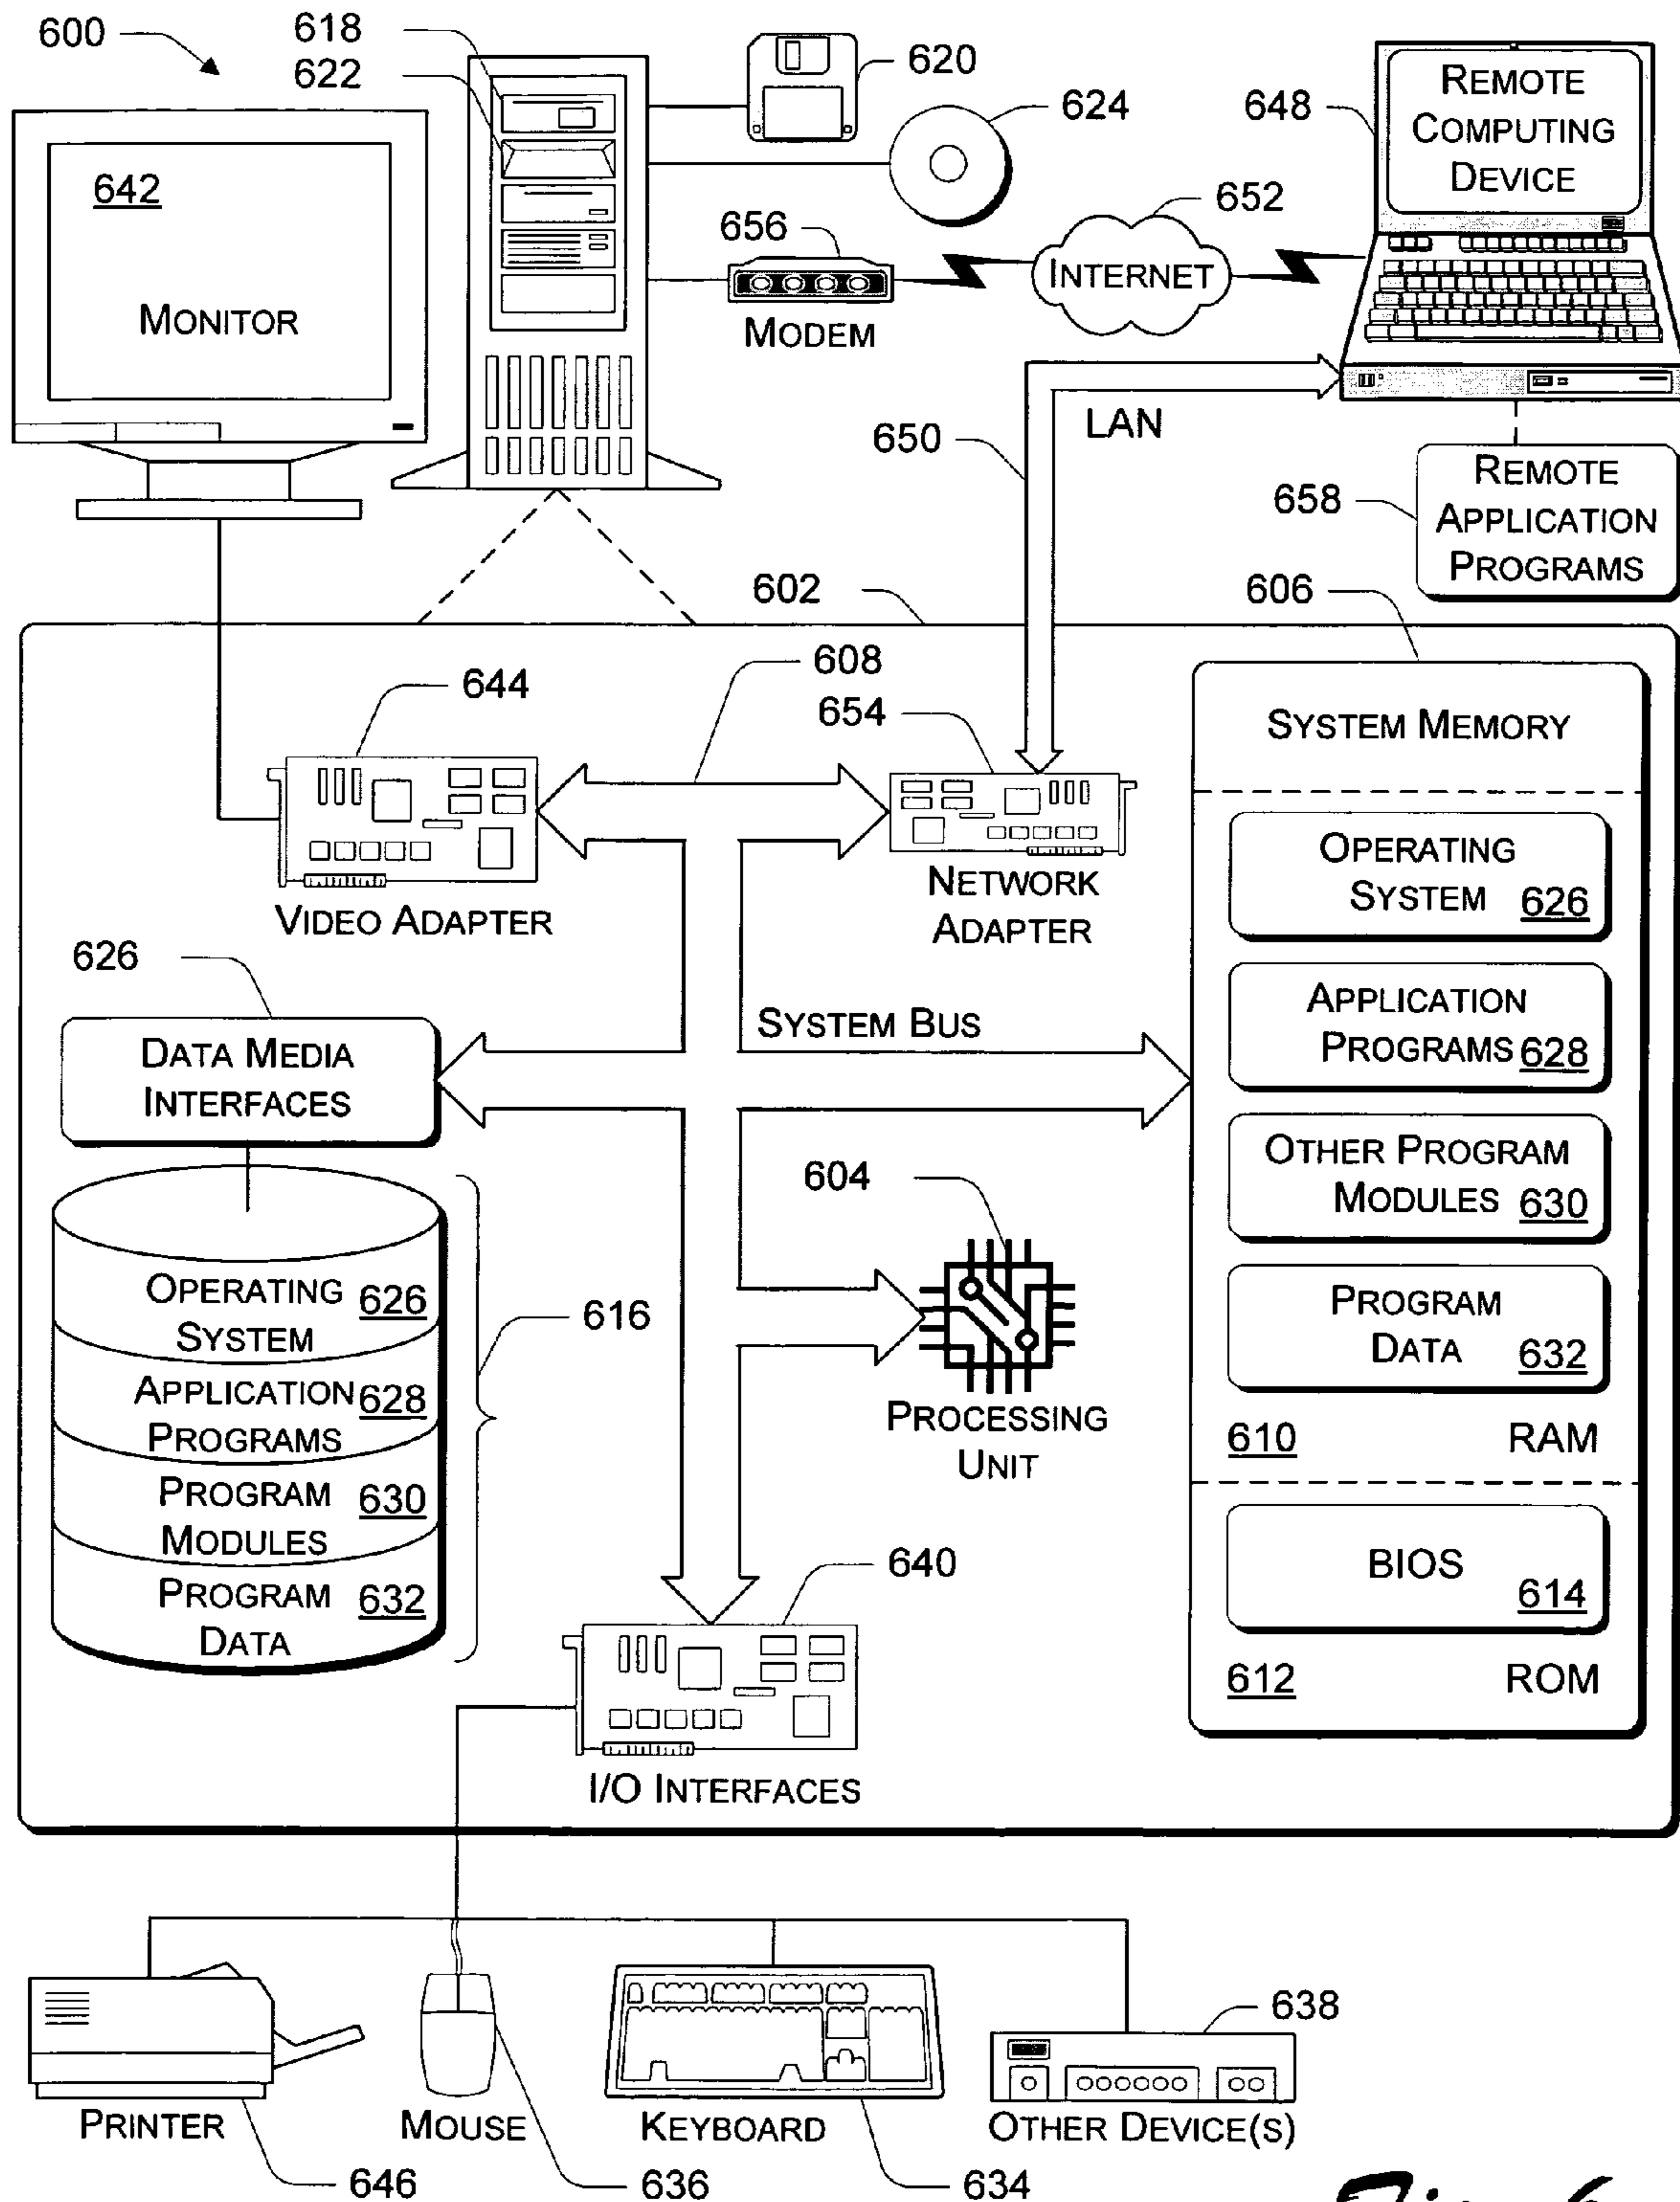 600
618
622
620
624
648
REMOTE
COMPUTING
DEVICE
642
MONITOR
656
MODEM
652
INTERNET
650
LAN
658
REMOTE
APPLICATION
PROGRAMS
602
606
608
644
654
VIDEO ADAPTER
NETWORK
ADAPTER
SYSTEM MEMORY
OPERATING
SYSTEM 626
APPLICATION
PROGRAMS 628
OTHER PROGRAM
MODULES 630
PROGRAM
DATA 632
610 RAM
BIOS
614
612 ROM
626
DATA MEDIA
INTERFACES
SYSTEM BUS
604
PROCESSING
UNIT
OPERATING 626
SYSTEM
APPLICATION 628
PROGRAMS
PROGRAM 630
MODULES
PROGRAM 632
DATA
616
640
I/O INTERFACES
PRINTER
646
MOUSE
636
KEYBOARD
634
638
OTHER DEVICE(S)
Fig. 6